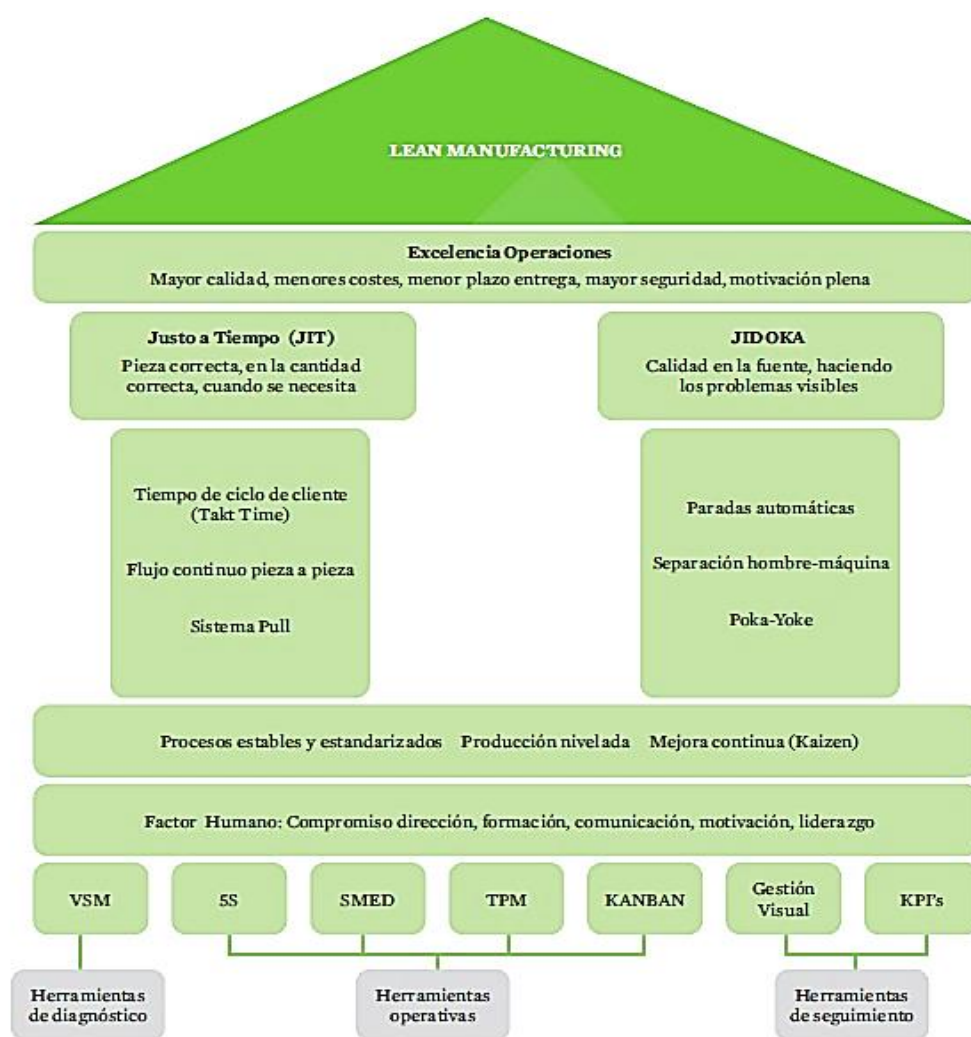 LEAN MANUFACTURING
Excelencia Operaciones
Mayor calidad, menores costes, menor plazo entrega, mayor seguridad, motivación plena
Justo a Tiempo (JIT)
Pieza correcta, en la cantidad
correcta, cuando se necesita
JIDOKA
Calidad en la fuente, haciendo
los problemas visibles
Tiempo de ciclo de cliente
(Takt Time)
Flujo continuo pieza a pieza
Sistema Pull
Paradas automáticas
Separación hombre-máquina
Poka-Yoke
Procesos estables y estandarizados Producción nivelada Mejora continua (Kaizen)
Factor Humano: Compromiso dirección, formación, comunicación, motivación, liderazgo
VSM
5S
SMED
TPM
KANBAN
Gestión
Visual
KPI's
Herramientas
de diagnóstico
Herramientas
operativas
Herramientas
de seguimiento